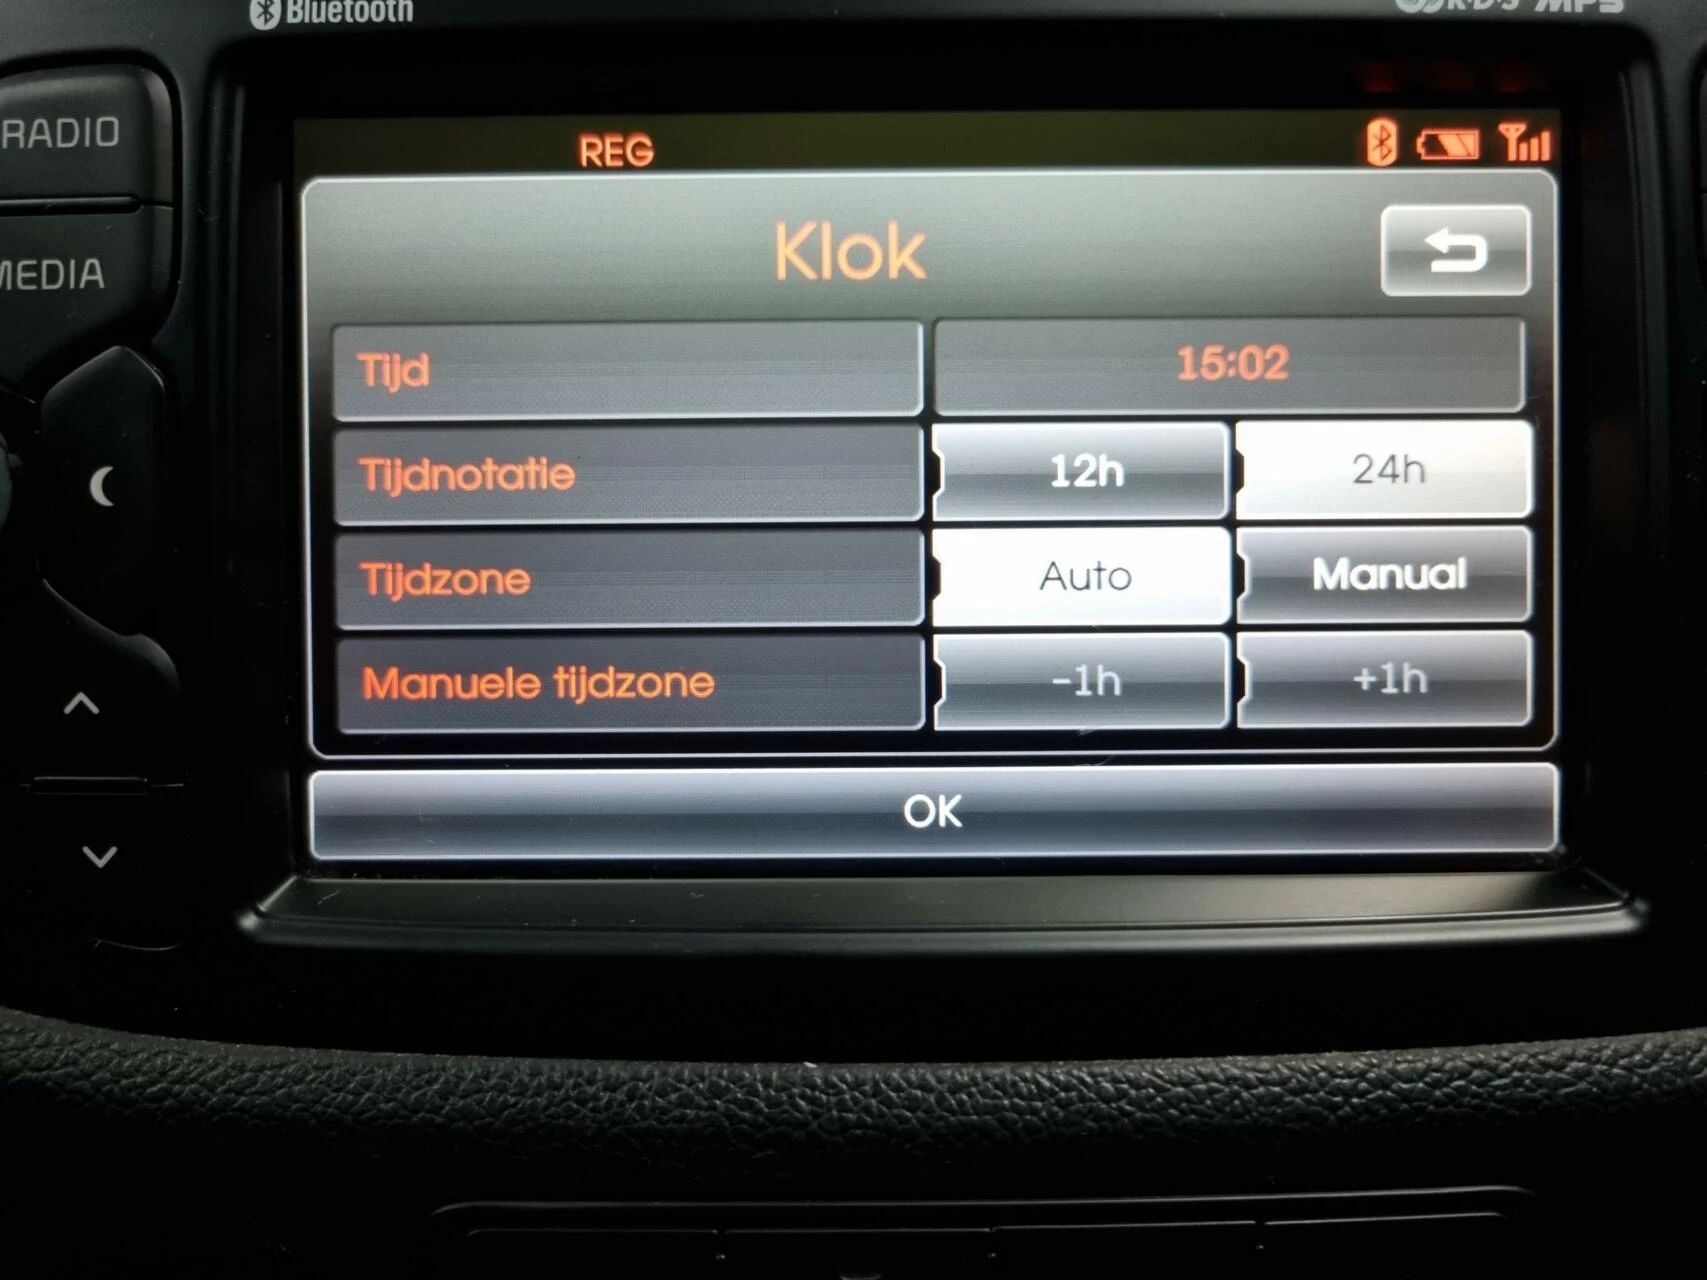 Bluetooth
R·D·S MP3
RADIO
MEDIA
REG
Klok
Tijd 15:02
Tijdnotatie 12h 24h
Tijdzone Auto Manual
Manuele tijdzone -1h +1h
OK